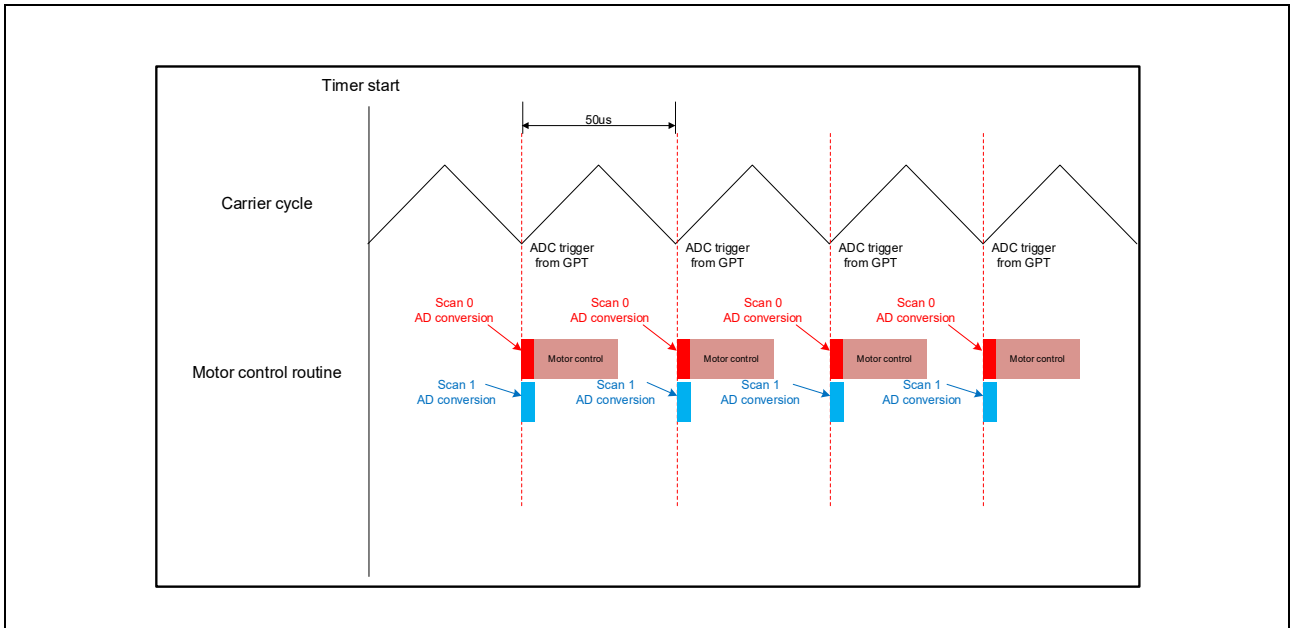 Timer start
50us
Carrier cycle
ADC trigger
from GPT
ADC trigger
from GPT
ADC trigger
from GPT
ADC trigger
from GPT
Scan 0
AD conversion
Scan 0
AD conversion
Scan 0
AD conversion
Scan 0
AD conversion
Motor control routine
Motor control
Motor control
Motor control
Motor control
Scan 1
AD conversion
Scan 1
AD conversion
Scan 1
AD conversion
Scan 1
AD conversion